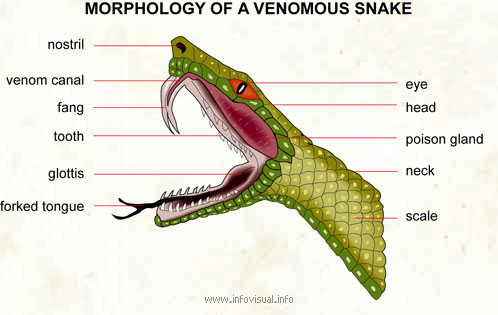 MORPHOLOGY OF A VENOMOUS SNAKE
nostril
venom canal
fang
tooth
glottis
forked tongue
eye
head
poison gland
neck
scale
www.infovisual.info